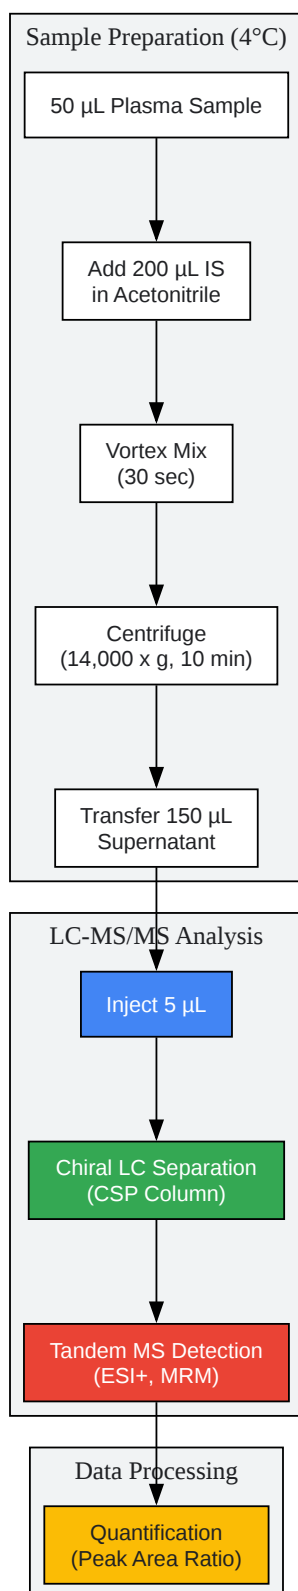 Sample Preparation (4°C)
50 µL Plasma Sample
Add 200 µL IS
in Acetonitrile
Vortex Mix
(30 sec)
Centrifuge
(14,000 x g, 10 min)
Transfer 150 µL
Supernatant
LC-MS/MS Analysis
Inject 5 µL
Chiral LC Separation
(CSP Column)
Tandem MS Detection
(ESI+, MRM)
Data Processing
Quantification
(Peak Area Ratio)